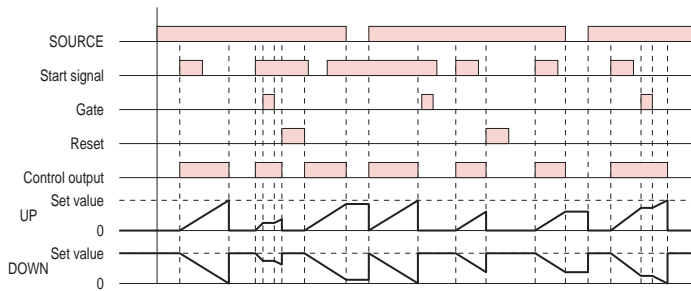 SOURCE
Start signal
Gate
Reset
Control output
Set value
UP
0
Set value
DOWN
0